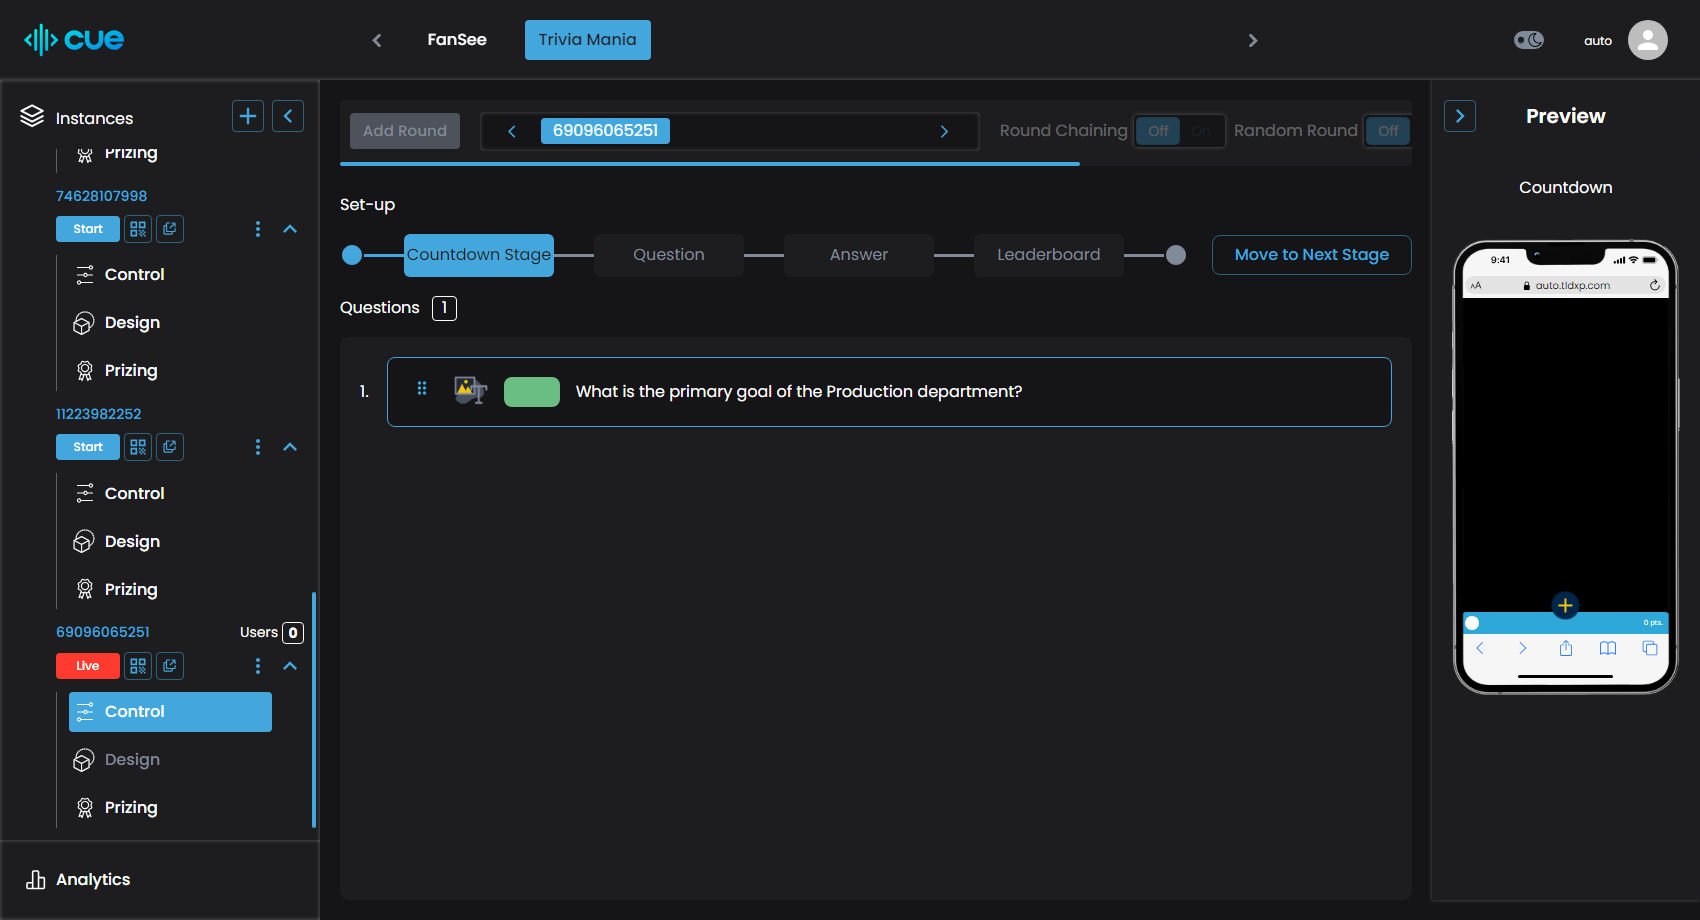 cue
FanSee
Trivia Mania
auto
Instances
Prizing
74628107998
Start
Control
Design
Prizing
11223982252
Start
Control
Design
Prizing
69096065251
Users 0
Live
Control
Design
Prizing
Analytics
Add Round
69096065251
Round Chaining
Off
On
Random Round
Off
Set-up
Countdown Stage
Question
Answer
Leaderboard
Move to Next Stage
Questions 1
1.
What is the primary goal of the Production department?
Preview
Countdown
9:41
AA
auto.tldxp.com
0 pts.